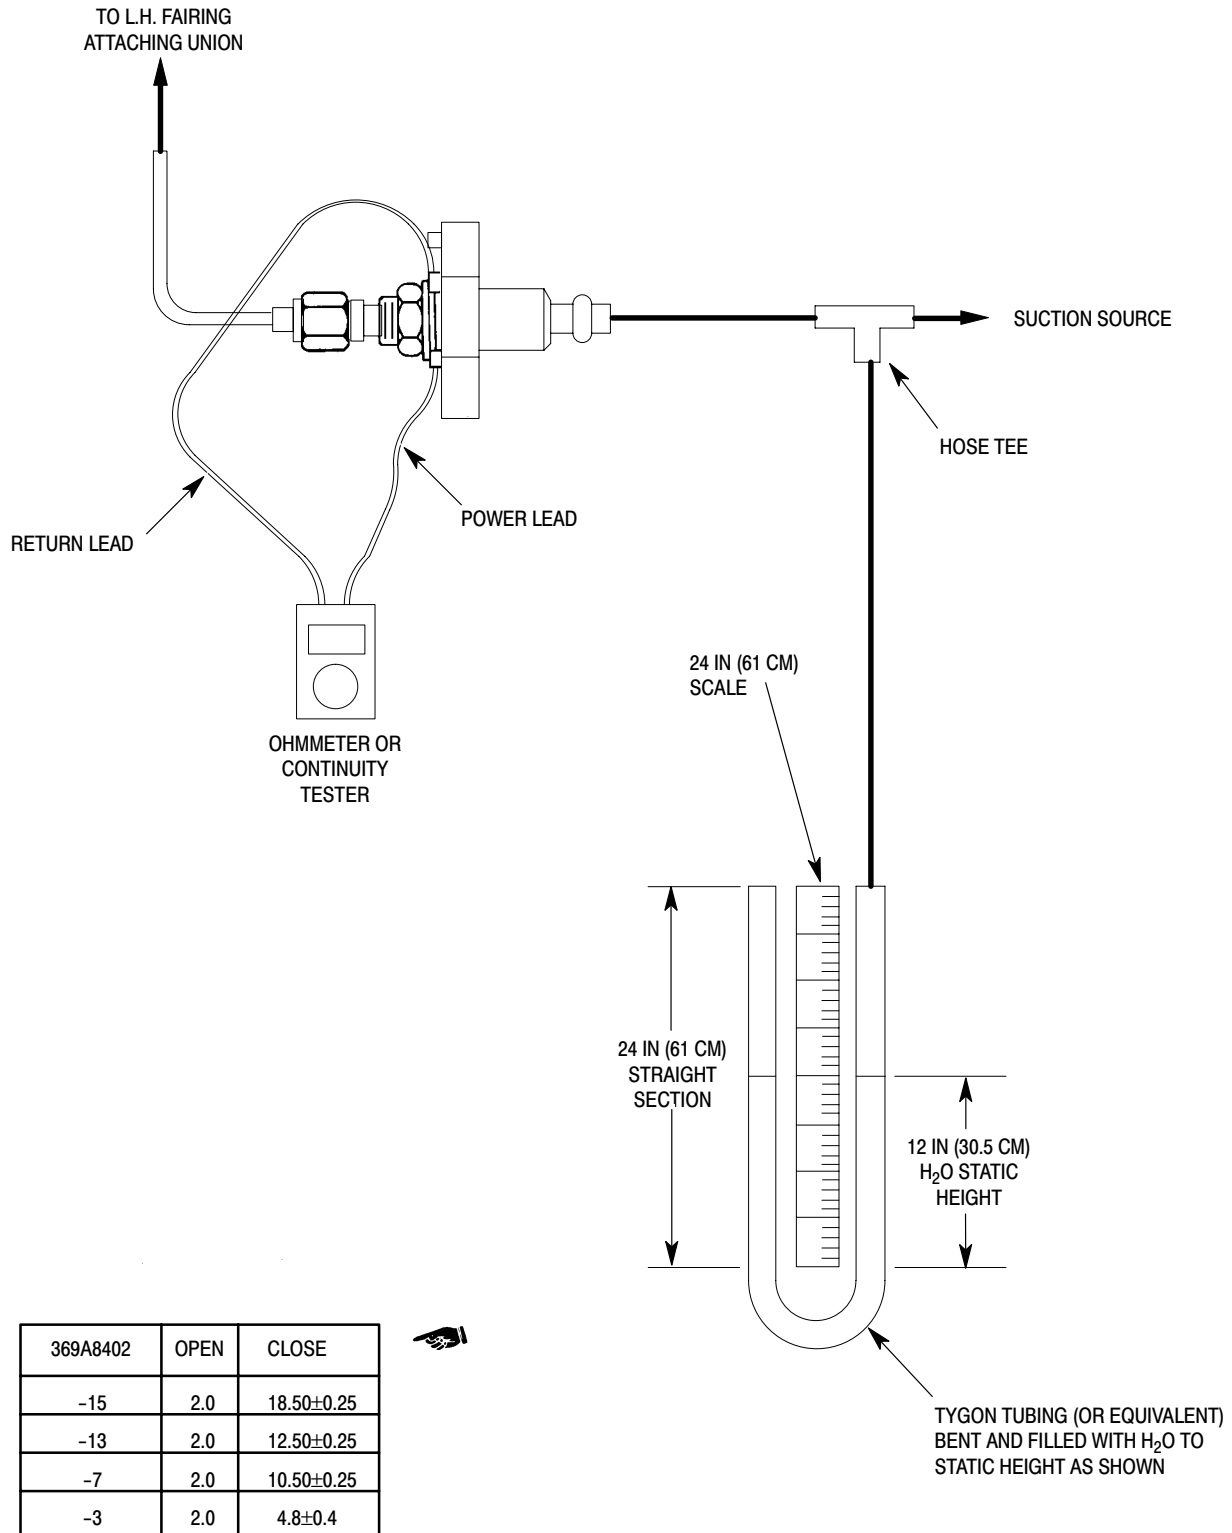 TO L.H. FAIRING
ATTACHING UNION
SUCTION SOURCE
HOSE TEE
POWER LEAD
RETURN LEAD
24 IN (61 CM)
SCALE
OHMMETER OR
CONTINUITY
TESTER
24 IN (61 CM)
STRAIGHT
SECTION
12 IN (30.5 CM)
H₂O STATIC
HEIGHT
369A8402 OPEN CLOSE
-15 2.0 18.50±0.25
-13 2.0 12.50±0.25
-7 2.0 10.50±0.25
-3 2.0 4.8±0.4
TYGON TUBING (OR EQUIVALENT)
BENT AND FILLED WITH H₂O TO
STATIC HEIGHT AS SHOWN